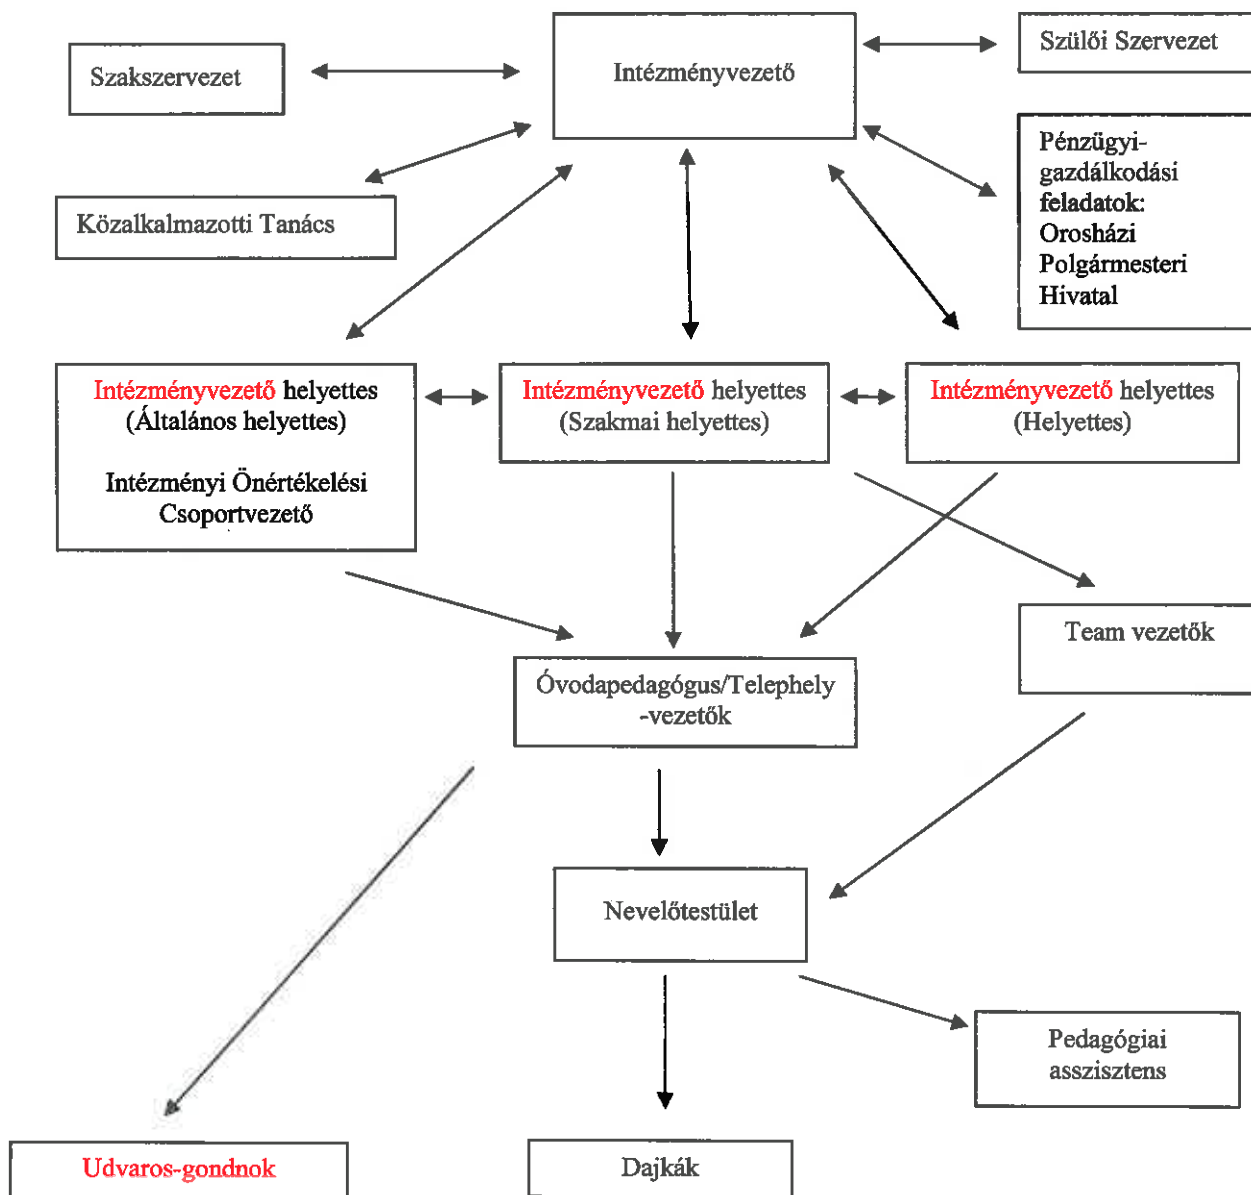 Szülői Szervezet
Intézményvezető
Szakszervezet
Pénzügyi-
gazdálkodási
feladatok:
Orosházi
Polgármesteri
Hivatal
Közalkalmazotti Tanács
Intézményvezető helyettes
(Általános helyettes)
Intézményi Önértékelési
Csoportvezető
Intézményvezető helyettes
(Szakmai helyettes)
Intézményvezető helyettes
(Helyettes)
Team vezetők
Óvodapedagógus/Telephely
-vezetők
Nevelőtestület
Pedagógiai
asszisztens
Udvaros-gondnok
Dajkák